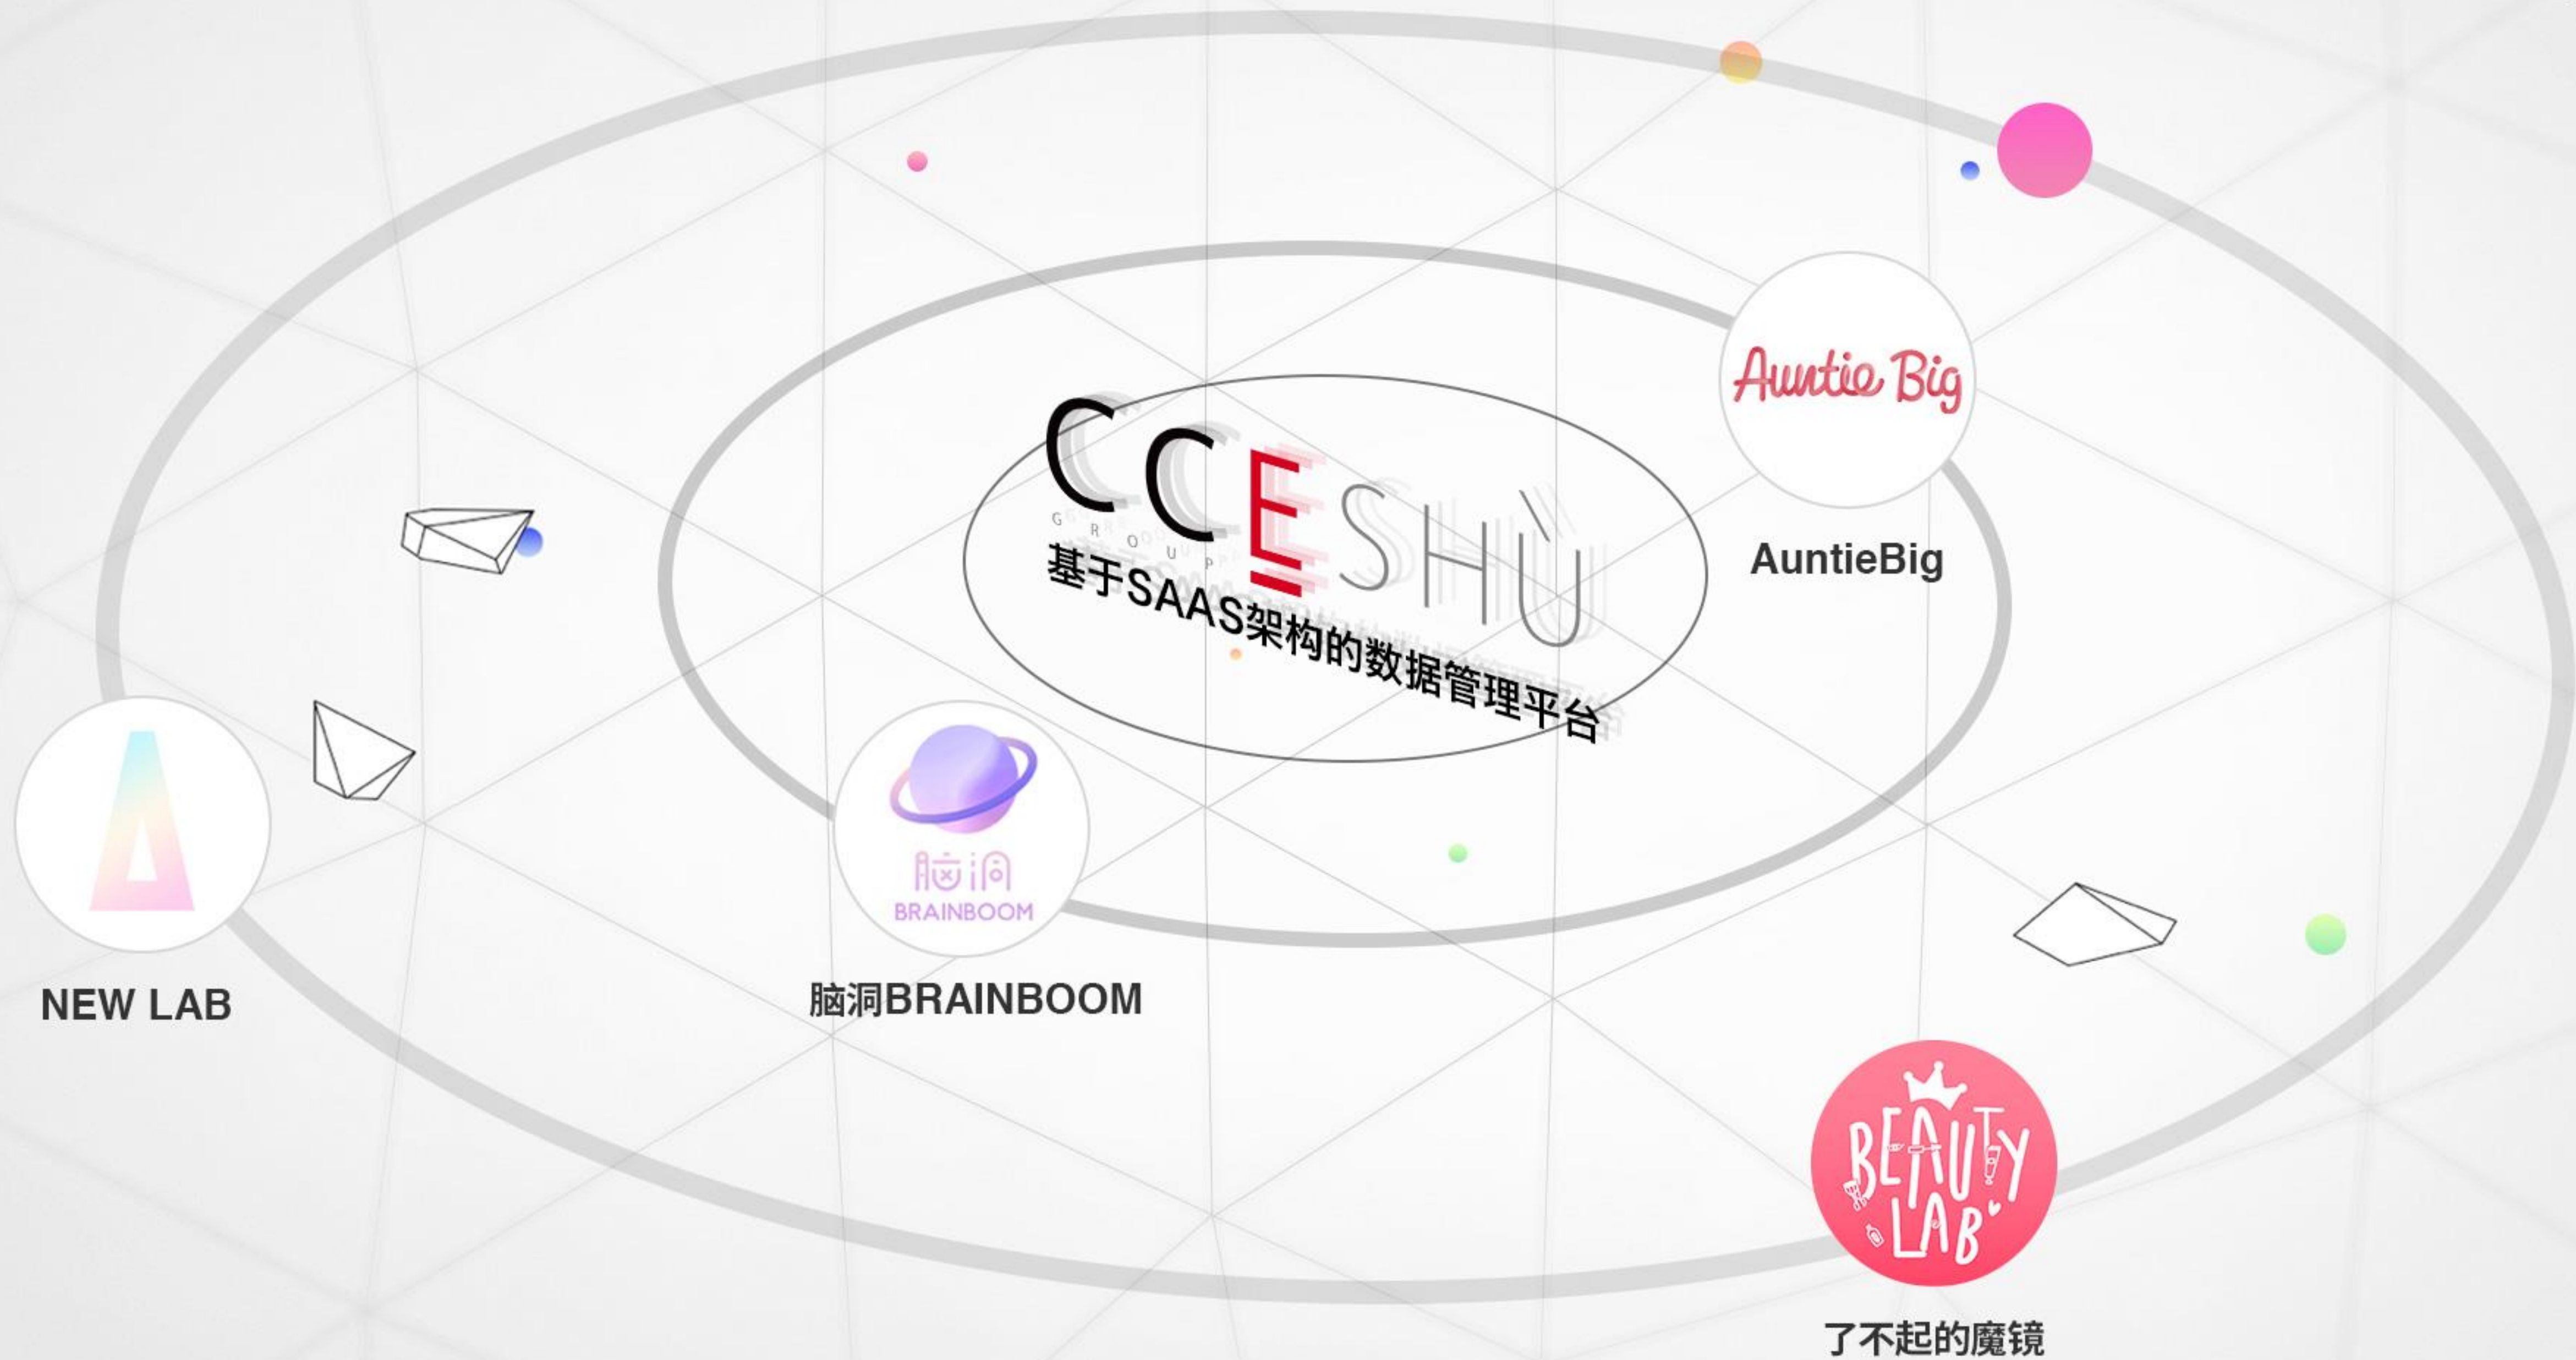 Auntie Big
AuntieBig
CCESHÙ
GROUP
基于SAAS架构的数据管理平台
NEW LAB
脑洞
BRAINBOOM
脑洞BRAINBOOM
BEAUTY
LAB
了不起的魔镜